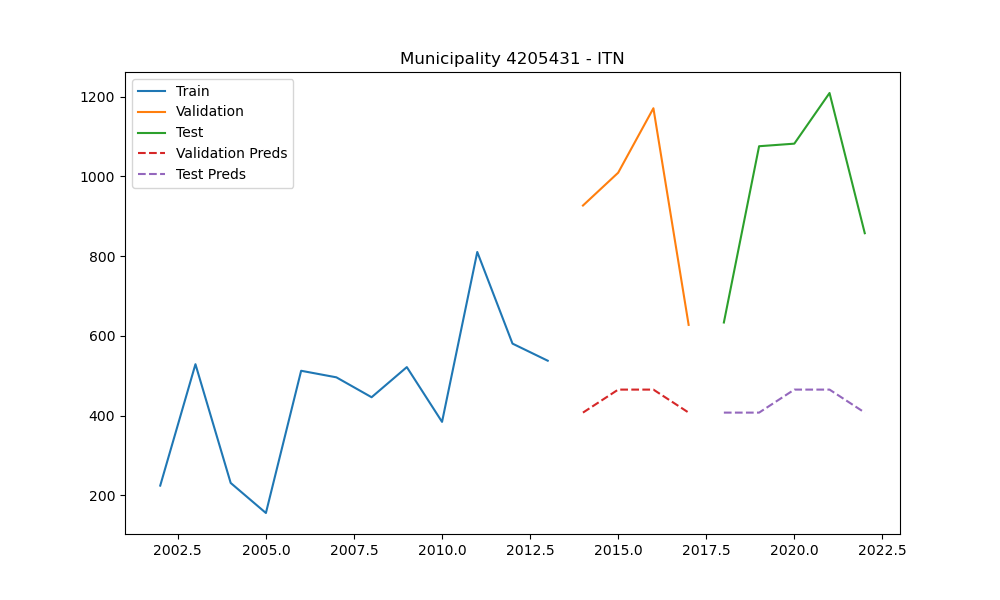 Municipality 4205431 - ITN
Train
Validation
Test
Validation Preds
Test Preds
1200
1000
800
600
400
200
2002.5 2005.0 2007.5 2010.0 2012.5 2015.0 2017.5 2020.0 2022.5